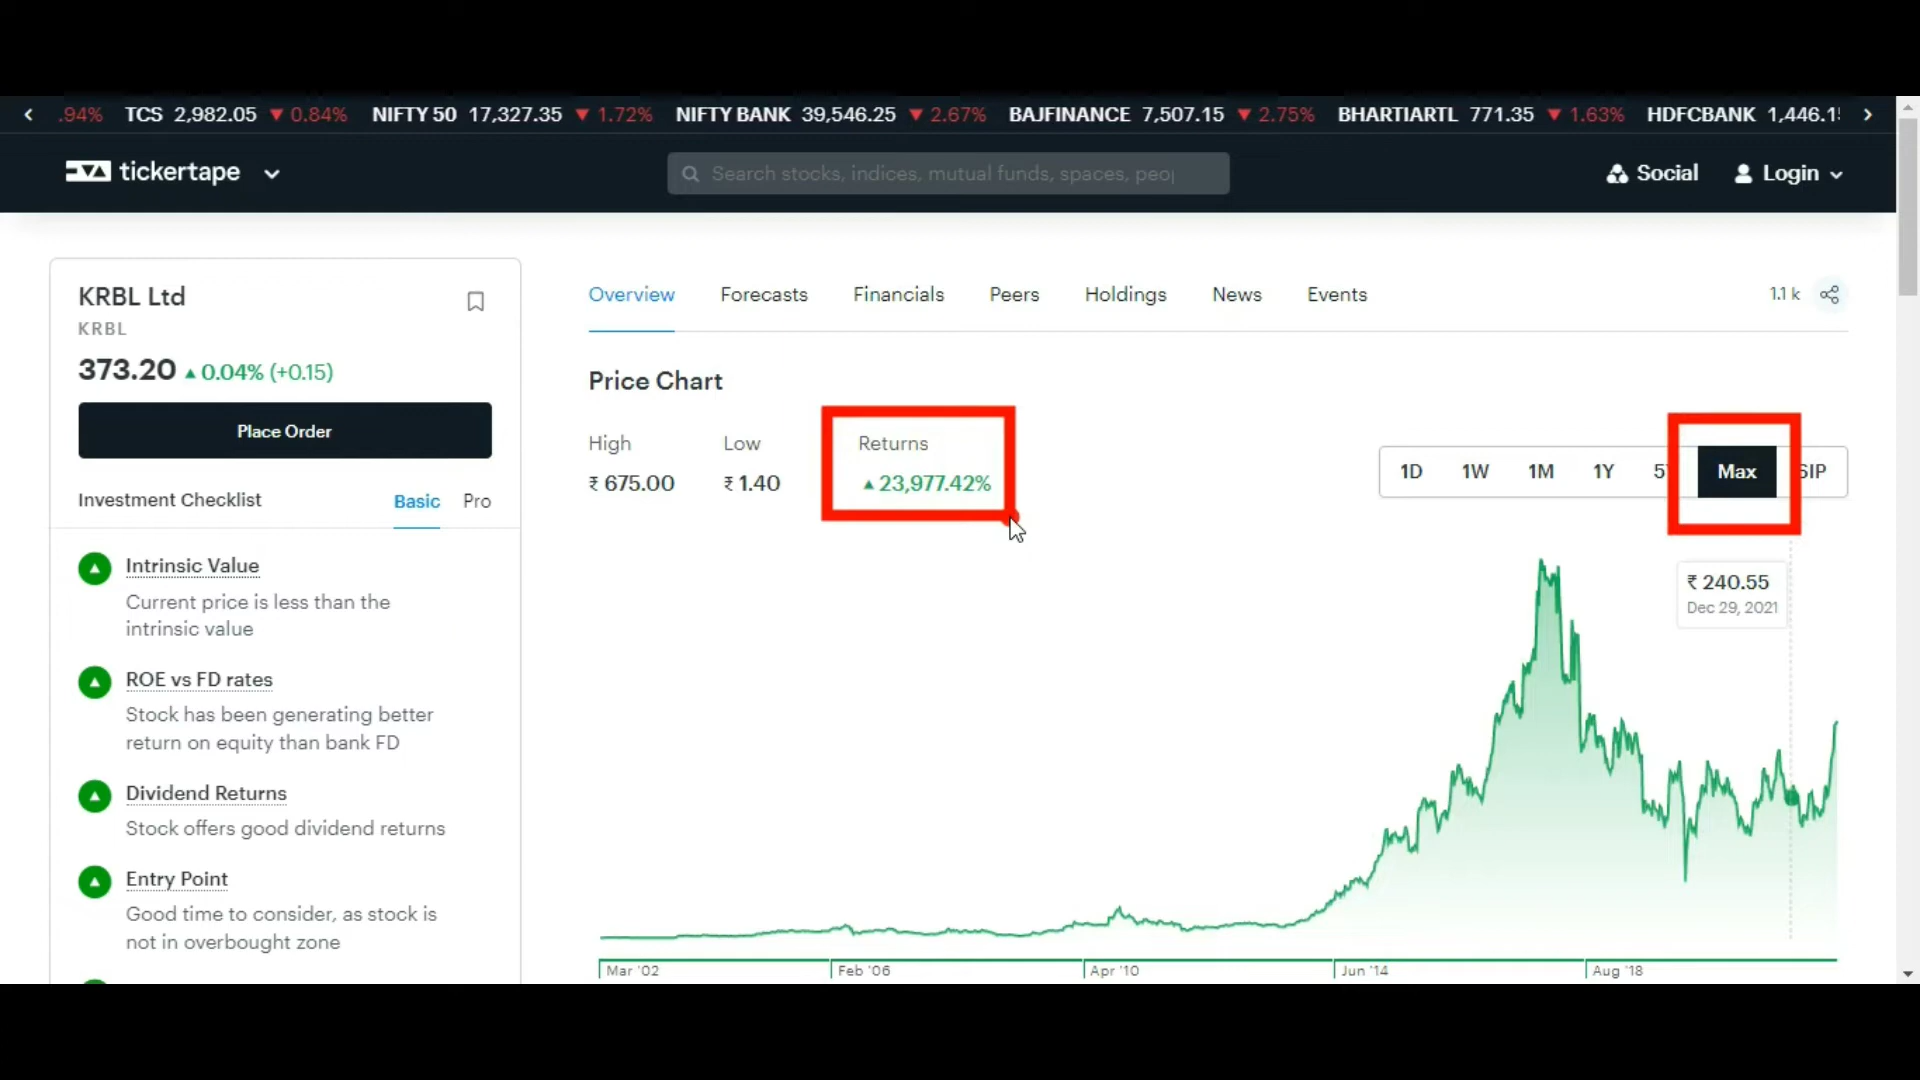 .94% TCS 2,982.05 ▼ 0.84% NIFTY 50 17,327.35 ▼ 1.72% NIFTY BANK 39,546.25 ▼ 2.67% BAJFINANCE 7,507.15 ▼ 2.75% BHARTIARTL 771.35 ▼ 1.63% HDFCBANK 1,446.1
tickertape
Search stocks, indices, mutual funds, spaces, peo
Social
Login
KRBL Ltd
KRBL
373.20 ▲ 0.04% (+0.15)
Place Order
Investment Checklist Basic Pro
Intrinsic Value
Current price is less than the
intrinsic value
ROE vs FD rates
Stock has been generating better
return on equity than bank FD
Dividend Returns
Stock offers good dividend returns
Entry Point
Good time to consider, as stock is
not in overbought zone
Overview Forecasts Financials Peers Holdings News Events
1.1 k
Price Chart
High Low Returns
₹ 675.00 ₹ 1.40 ▲ 23,977.42%
1D 1W 1M 1Y 5Y Max SIP
₹ 240.55
Dec 29, 2021
Mar '02 Feb '06 Apr '10 Jun '14 Aug '18